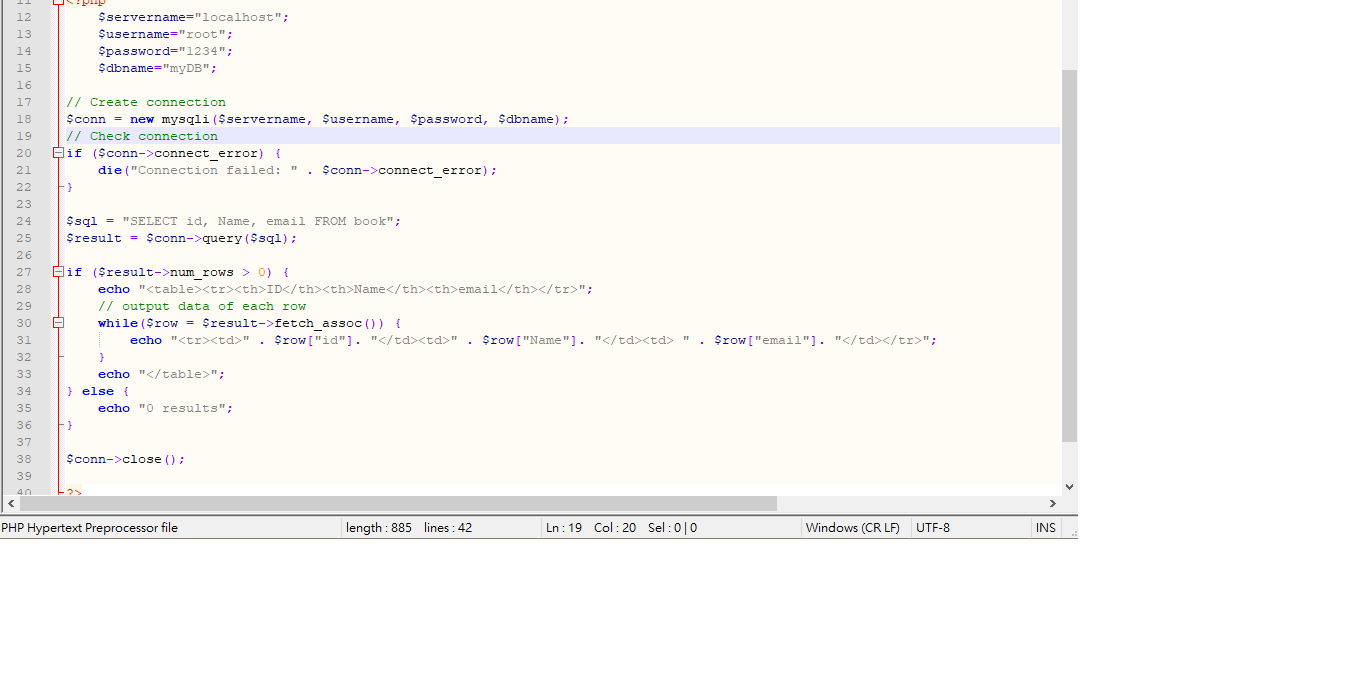 11 <?php
12 $servername="localhost";
13 $username="root";
14 $password="1234";
15 $dbname="myDB";
16
17 // Create connection
18 $conn = new mysqli($servername, $username, $password, $dbname);
19 // Check connection
20 if ($conn->connect_error) {
21 die("Connection failed: " . $conn->connect_error);
22 }
23
24 $sql = "SELECT id, Name, email FROM book";
25 $result = $conn->query($sql);
26
27 if ($result->num_rows > 0) {
28 echo "<table><tr><th>ID</th><th>Name</th><th>email</th></tr>";
29 // output data of each row
30 while($row = $result->fetch_assoc()) {
31 echo "<tr><td>" . $row["id"]. "</td><td>" . $row["Name"]. "</td><td> " . $row["email"]. "</td></tr>";
32 }
33 echo "</table>";
34 } else {
35 echo "0 results";
36 }
37
38 $conn->close();
39
40 ?>
PHP Hypertext Preprocessor file length : 885 lines : 42 Ln : 19 Col : 20 Sel : 0 | 0 Windows (CR LF) UTF-8 INS